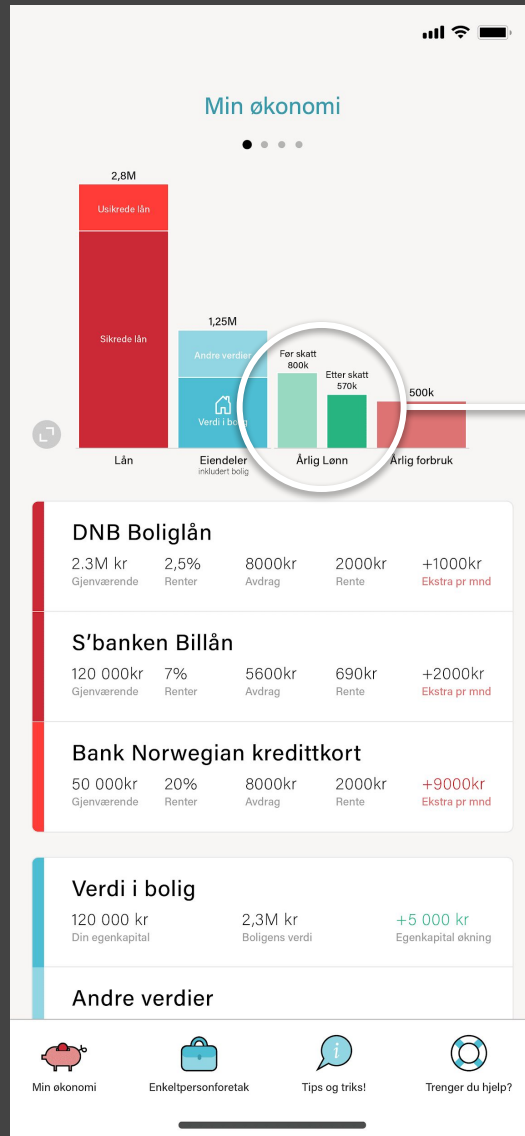 Min økonomi
2,8M
Usikrede lån
Sikrede lån
1,25M
Andre verdier
Verdi i bolig
Før skatt
800k
Etter skatt
570k
500k
Lån
Eiendeler
inkludert bolig
Årlig Lønn
Årlig forbruk
DNB Boliglån
2.3M kr 2,5% 8000kr 2000kr +1000kr
Gjenværende Renter Avdrag Rente Ekstra pr mnd
S'banken Billån
120 000kr 7% 5600kr 690kr +2000kr
Gjenværende Renter Avdrag Rente Ekstra pr mnd
Bank Norwegian kredittkort
50 000kr 20% 8000kr 2000kr +9000kr
Gjenværende Renter Avdrag Rente Ekstra pr mnd
Verdi i bolig
120 000 kr 2,3M kr +5 000 kr
Din egenkapital Boligens verdi Egenkapital økning
Andre verdier
Min økonomi Enkeltpersonforetak Tips og triks! Trenger du hjelp?